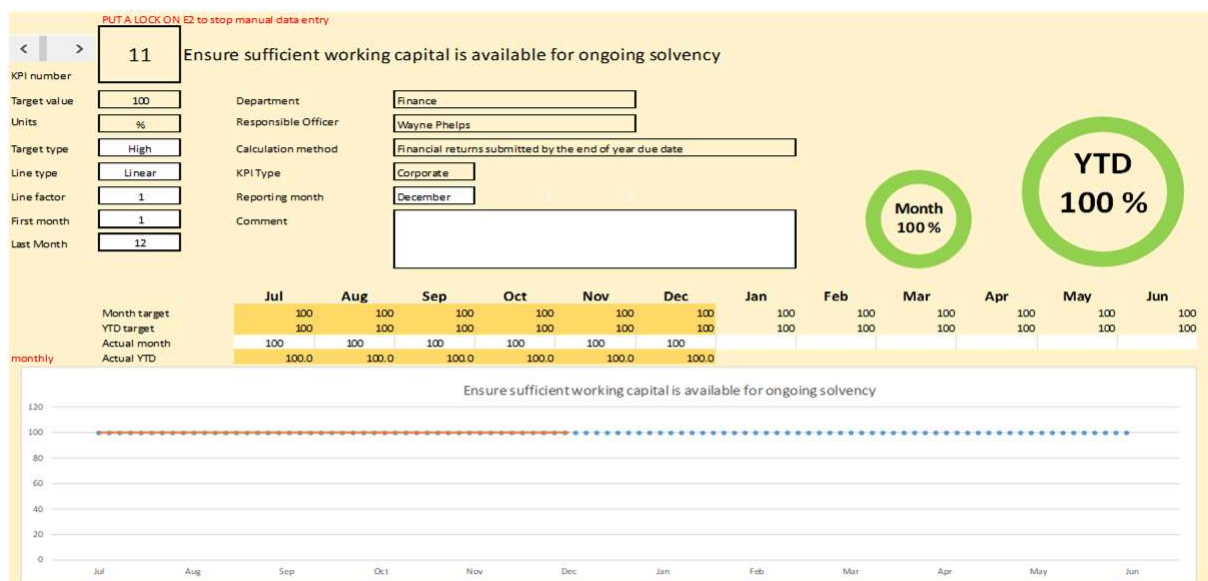 PUT A LOCK ON E2 to stop manual data entry
< >
11 Ensure sufficient working capital is available for ongoing solvency
KPI number
Target value 100 Department Finance
Units % Responsible Officer Wayne Phelps
Target type High Calculation method Financial returns submitted by the end of year due date
Line type Linear KPI Type Corporate
Line factor 1 Reporting month December
First month 1 Comment
Last Month 12
Month
100 %
YTD
100 %
Jul Aug Sep Oct Nov Dec Jan Feb Mar Apr May Jun
Month target 100 100 100 100 100 100 100 100 100 100 100 100
YTD target 100 100 100 100 100 100 100 100 100 100 100 100
Actual month 100 100 100 100 100 100
monthly Actual YTD 100.0 100.0 100.0 100.0 100.0 100.0
Ensure sufficient working capital is available for ongoing solvency
120
100
80
60
40
20
0
Jul Aug Sep Oct Nov Dec Jan Feb Mar Apr May Jun